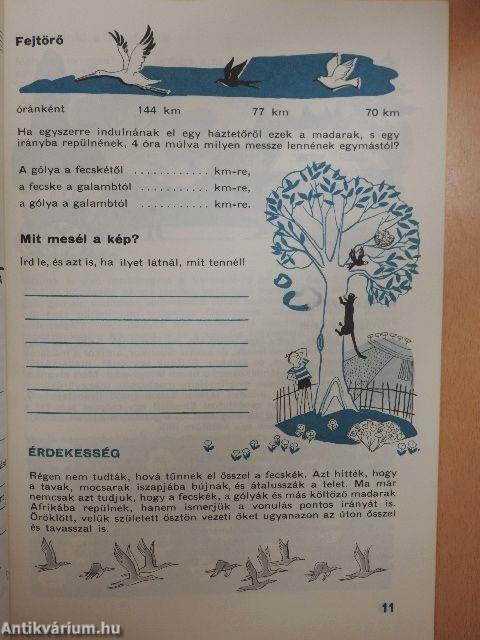 Fejtörő
óránként 144 km 77 km 70 km
Ha egyszerre indulnának el egy háztetőről ezek a madarak, s egy
irányba repülnének, 4 óra múlva milyen messze lennének egymástól?
A gólya a fecskétől ........... km-re,
a fecske a galambtól ........... km-re,
a gólya a galambtól ........... km-re.
Mit mesél a kép?
Írd le, és azt is, ha ilyet látnál, mit tennél!
ÉRDEKESSÉG
Régen nem tudták, hová tűnnek el ősszel a fecskék. Azt hitték, hogy
a tavak, mocsarak iszapjába bújnak, és átalusszák a telet. Ma már
nemcsak azt tudjuk, hogy a fecskék, a gólyák és más költöző madarak
Afrikába repülnek, hanem ismerjük a vonulás pontos irányát is.
Öröklött, velük született ösztön vezeti őket ugyanazon az úton ősszel
és tavasszal is.
11
Antikvárium.hu